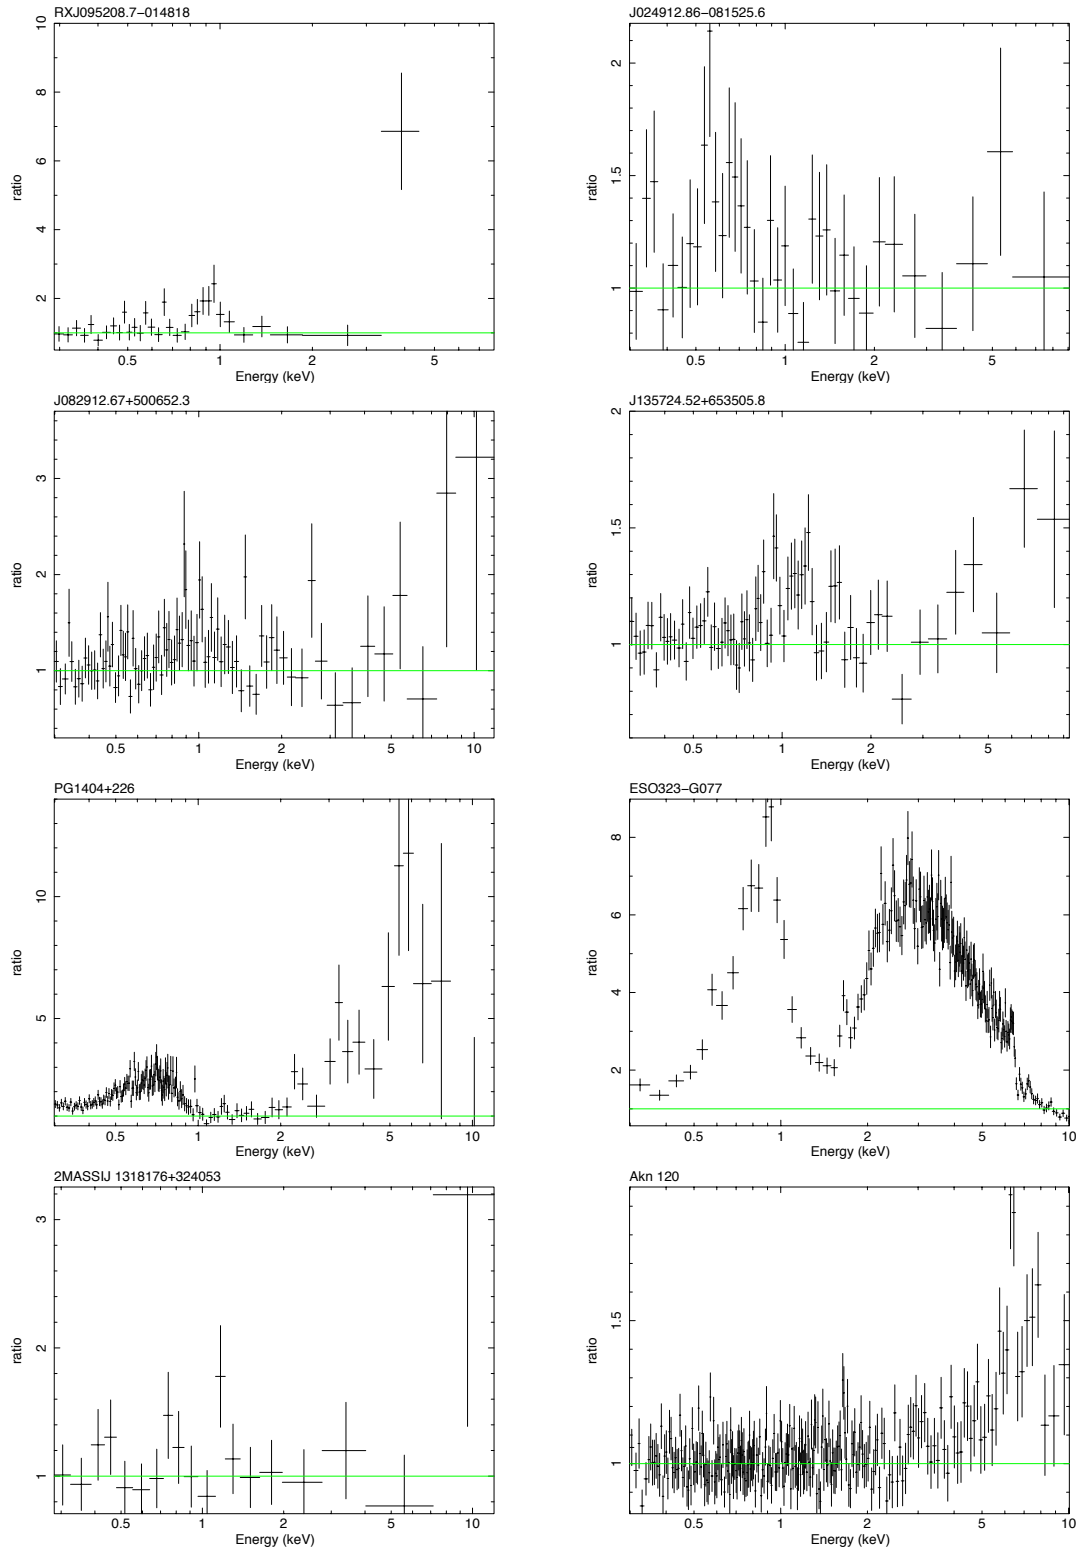 RXJ095208.7−014818
ratio
10
8
6
4
2
0.5 1 2 5
Energy (keV)
J024912.86−081525.6
ratio
2
1.5
1
0.5 1 2 5
Energy (keV)
J082912.67+500652.3
ratio
3
2
1
0.5 1 2 5 10
Energy (keV)
J135724.52+653505.8
ratio
2
1.5
1
0.5 1 2 5
Energy (keV)
PG1404+226
ratio
10
5
0.5 1 2 5 10
Energy (keV)
ESO323−G077
ratio
8
6
4
2
0.5 1 2 5 10
Energy (keV)
2MASSIJ 1318176+324053
ratio
3
2
1
0.5 1 2 5 10
Energy (keV)
Akn 120
ratio
1.5
1
0.5 1 2 5 10
Energy (keV)